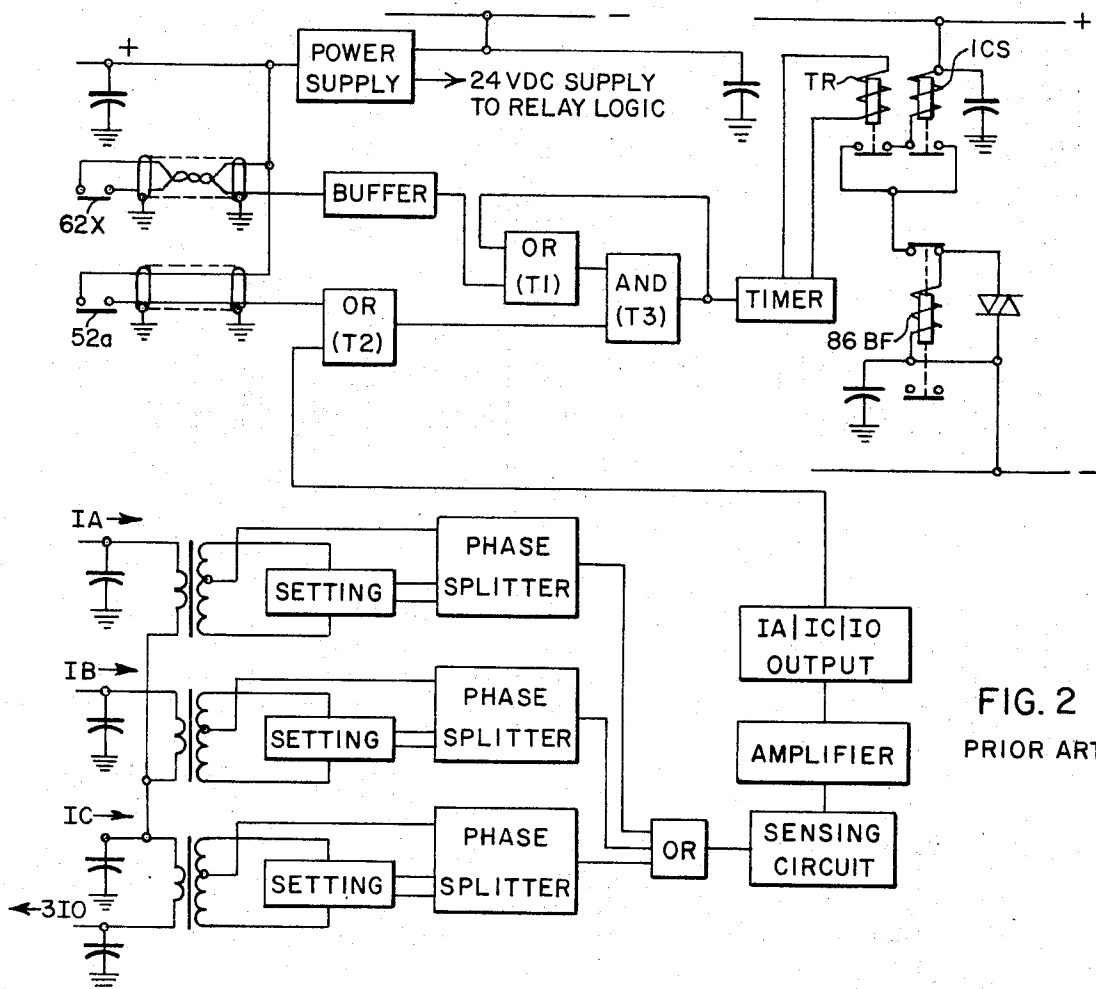 −
+
+
POWER
SUPPLY
24 VDC SUPPLY
TO RELAY LOGIC
TR
ICS
62X
BUFFER
OR
(T1)
AND
(T3)
TIMER
52a
OR
(T2)
86 BF
−
IA
SETTING
PHASE
SPLITTER
IA|IC|IO
OUTPUT
IB
SETTING
PHASE
SPLITTER
AMPLIFIER
FIG. 2
PRIOR ART
IC
SETTING
PHASE
SPLITTER
OR
SENSING
CIRCUIT
3IO